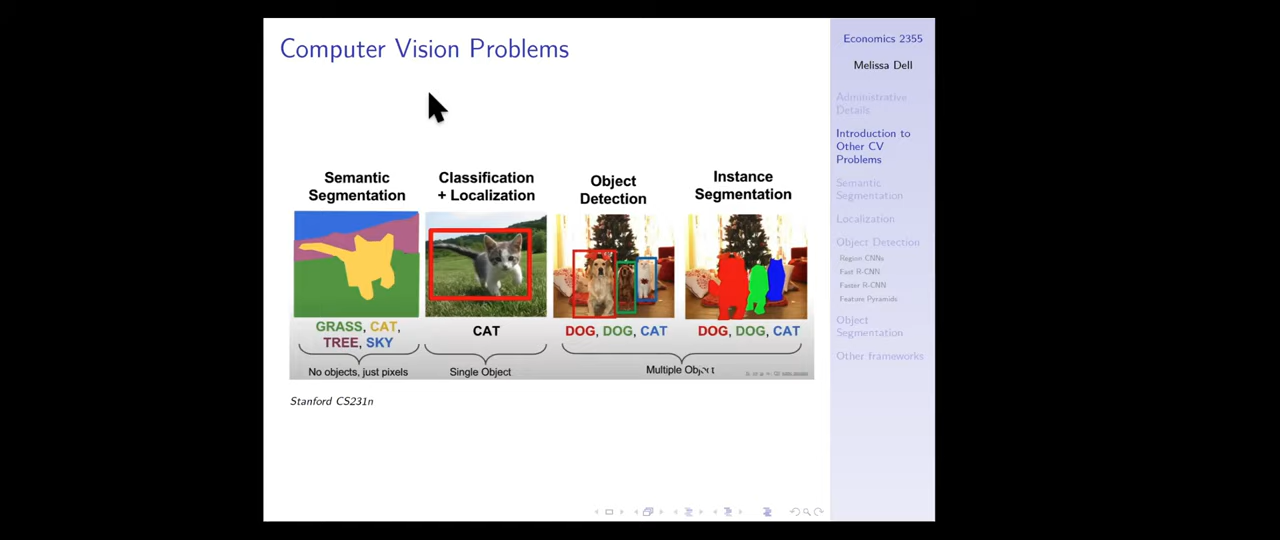 Computer Vision Problems
Semantic
Segmentation
Classification
+ Localization
Object
Detection
Instance
Segmentation
GRASS, CAT,
TREE, SKY
CAT
DOG, DOG, CAT
DOG, DOG, CAT
No objects, just pixels
Single Object
Multiple Object
Stanford CS231n
Economics 2355
Melissa Dell
Administrative
Details
Introduction to
Other CV
Problems
Semantic
Segmentation
Localization
Object Detection
Region CNNs
Fast R-CNN
Faster R-CNN
Feature Pyramids
Object
Segmentation
Other frameworks